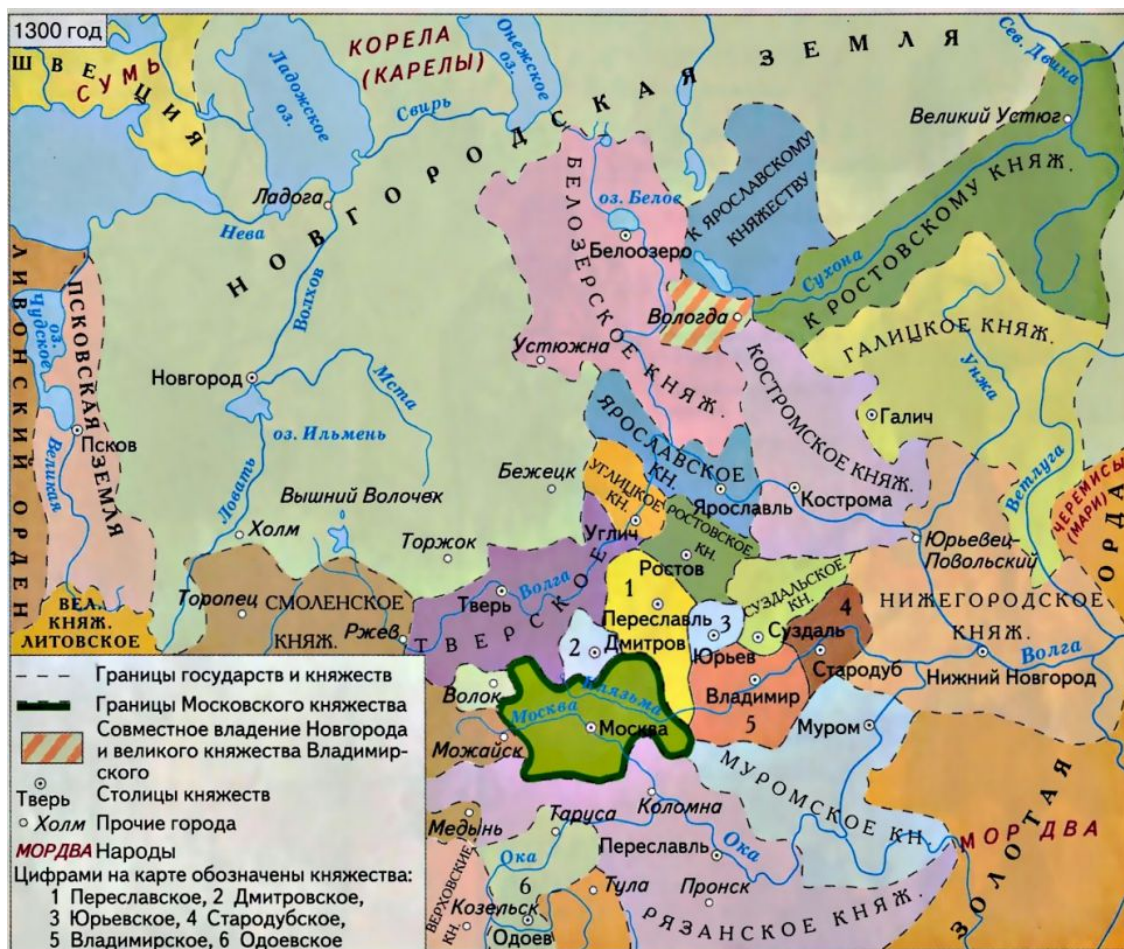 1300 год
ШВЕЦИЯ
СУМЬ
Ладожское
оз.
КОРЕЛА
(КАРЕЛЫ)
Онежское
оз.
Свирь
НОВГОРОДСКАЯ ЗЕМЛЯ
Сев. Двина
Великий Устюг
Ладога
Нева
Волхов
БЕЛОЗЕРСКОЕ КНЯЖ.
оз. Белое
Белоозеро
К ЯРОСЛАВСКОМУ
КНЯЖЕСТВУ
Сухона
К РОСТОВСКОМУ КНЯЖ.
Вологда
ГАЛИЦКОЕ КНЯЖ.
Унжа
Галич
Ветлуга
ЧЕРЕМИСЫ
(МАРИ)
ЛИВОНСКИЙ ОРДЕН
ПСКОВСКАЯ
ЗЕМЛЯ
оз.
Чудское
Псков
Великая
Новгород
Мста
оз. Ильмень
Ловать
Устюжна
КОСТРОМСКОЕ КНЯЖ.
Кострома
ЯРОСЛАВСКОЕ
КН.
Ярославль
УГЛИЦКОЕ
КН.
Углич
РОСТОВСКОЕ
КН.
Ростов
Бежецк
Вышний Волочек
Холм
Торжок
Юрьевец-
Повольский
ВЕЛ.
КНЯЖ.
ЛИТОВСКОЕ
Торопец
СМОЛЕНСКОЕ
КНЯЖ.
Ржев
ТВЕРСКОЕ
Тверь
Волга
1
Переславль
2
Дмитров
3
Юрьев
СУЗДАЛЬСКОЕ
КН.
Суздаль
4
Стародуб
НИЖЕГОРОДСКОЕ
КНЯЖ.
Волга
Нижний Новгород
Владимир
5
Волок
Клязьма
Москва
Москва
Можайск
Муром
МУРОМСКОЕ КН.
Коломна
Таруса
Медынь
Переславль
Ока
Ока
6
Козельск
Одоев
Тула
Пронск
ВЕРХОВСКИЕ
КН.
РЯЗАНСКОЕ КНЯЖ.
МОРДВА
ЗОЛОТАЯ
ОРДА
Границы государств и княжеств
Границы Московского княжества
Совместное владение Новгорода
и великого княжества Владимир-
ского
Тверь Столицы княжеств
Холм Прочие города
МОРДВА Народы
Цифрами на карте обозначены княжества:
1 Переславское, 2 Дмитровское,
3 Юрьевское, 4 Стародубское,
5 Владимирское, 6 Одоевское